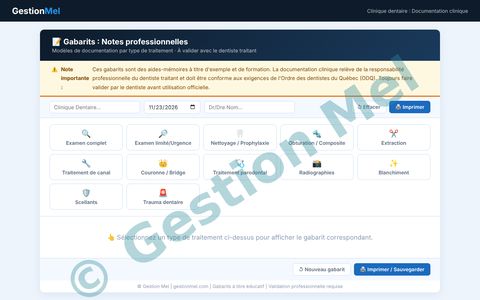 GestionMel
Clinique dentaire : Documentation clinique
📝 Gabarits : Notes professionnelles
Modèles de documentation par type de traitement · À valider avec le dentiste traitant
⚠️ Note importante :
Ces gabarits sont des aides-mémoires à titre d'exemple et de formation. La documentation clinique relève de la responsabilité
professionnelle du dentiste traitant et doit être conforme aux exigences de l'Ordre des dentistes du Québec (ODQ). Toujours faire
valider par le dentiste avant utilisation officielle.
Clinique Dentaire...
11/23/2026
Dr/Dre Nom...
Effacer
Imprimer
Examen complet
Examen limité/Urgence
Nettoyage / Prophylaxie
Obturation / Composite
Extraction
Traitement de canal
Couronne / Bridge
Traitement parodontal
Radiographies
Blanchiment
Scellants
Trauma dentaire
👆 Sélectionnez un type de traitement ci-dessus pour afficher le gabarit correspondant.
Nouveau gabarit
Imprimer / Sauvegarder
© Gestion Mel | gestionmel.com | Gabarits à titre éducatif | Validation professionnelle requise
© Gestion Mel